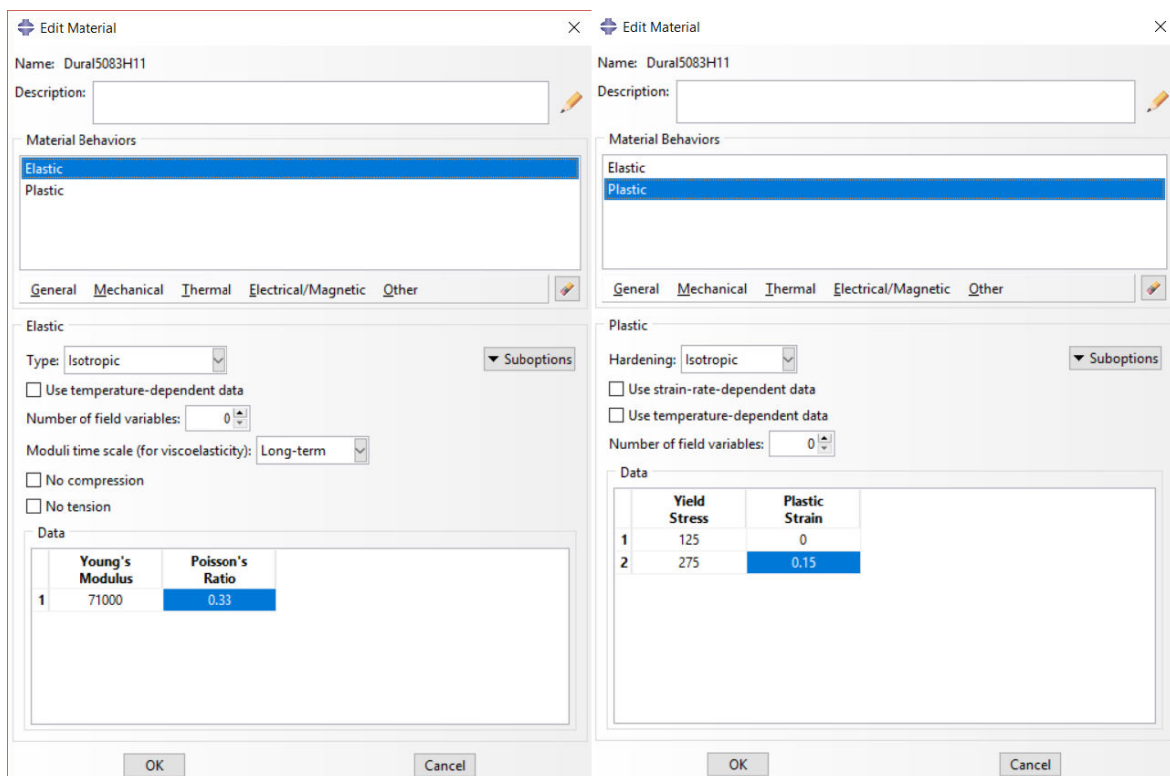 Edit Material
Name: Dural5083H11
Description:
Material Behaviors
Elastic
Plastic
General Mechanical Thermal Electrical/Magnetic Other
Elastic
Type: Isotropic
Suboptions
Use temperature-dependent data
Number of field variables: 0
Moduli time scale (for viscoelasticity): Long-term
No compression
No tension
Data
Young's Modulus Poisson's Ratio
1 71000 0.33
OK Cancel
Edit Material
Name: Dural5083H11
Description:
Material Behaviors
Elastic
Plastic
General Mechanical Thermal Electrical/Magnetic Other
Plastic
Hardening: Isotropic
Suboptions
Use strain-rate-dependent data
Use temperature-dependent data
Number of field variables: 0
Data
Yield Stress Plastic Strain
1 125 0
2 275 0.15
OK Cancel